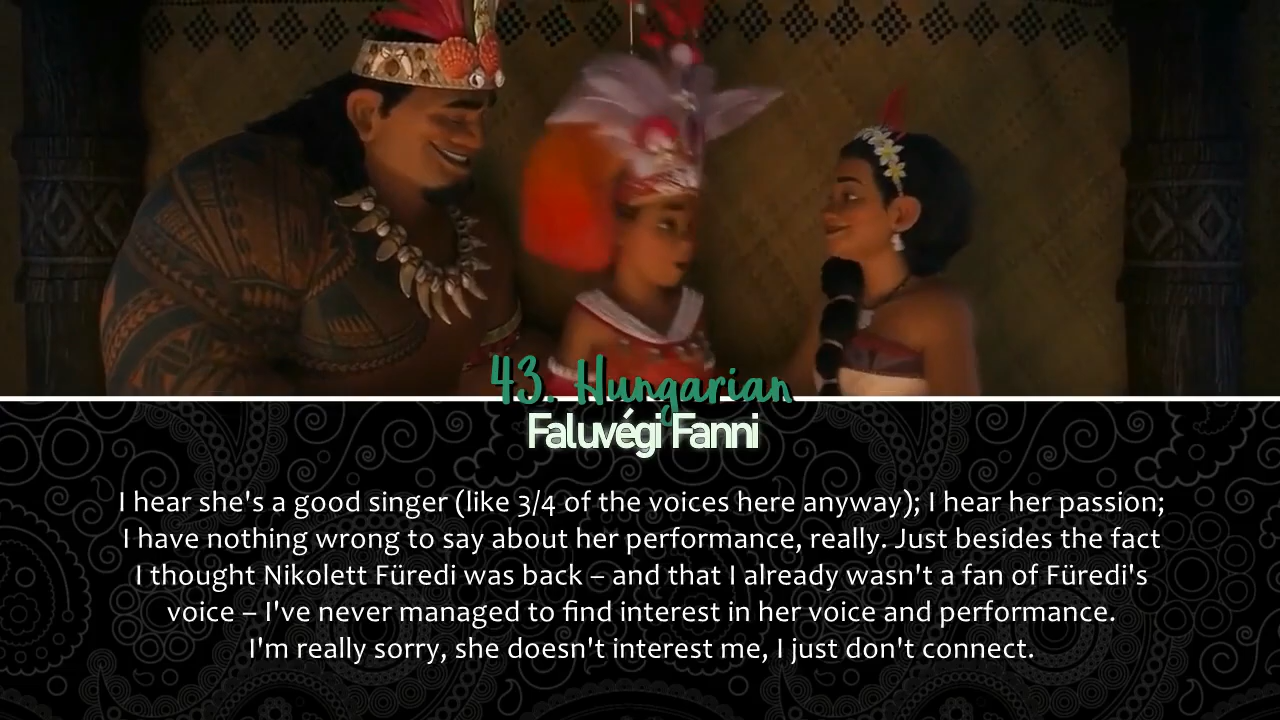 43. Hungarian
Faluvégi Fanni
I hear she's a good singer (like 3/4 of the voices here anyway); I hear her passion;
I have nothing wrong to say about her performance, really. Just besides the fact
I thought Nikolett Füredi was back – and that I already wasn't a fan of Füredi's
voice – I've never managed to find interest in her voice and performance.
I'm really sorry, she doesn't interest me, I just don't connect.